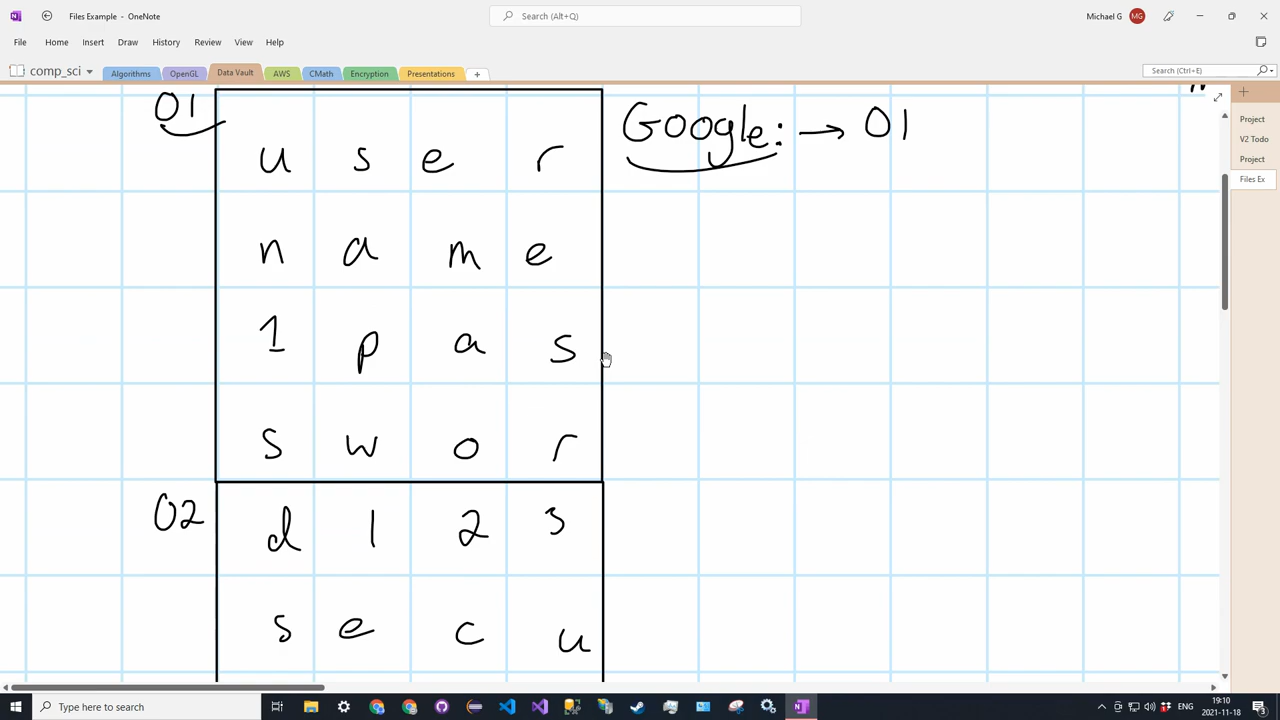 Files Example - OneNote
Search (Alt+Q)
Michael G
MG
File Home Insert Draw History Review View Help
comp_sci
Algorithms OpenGL Data Vault AWS CMath Encryption Presentations +
Search (Ctrl+E)
01
Google: → 01
u s e r
n a m e
1 p a s
s w o r
02
d 1 2 3
s e c u
Project
V2 Todo
Project
Files Ex
Type here to search
ENG
19:10
2021-11-18